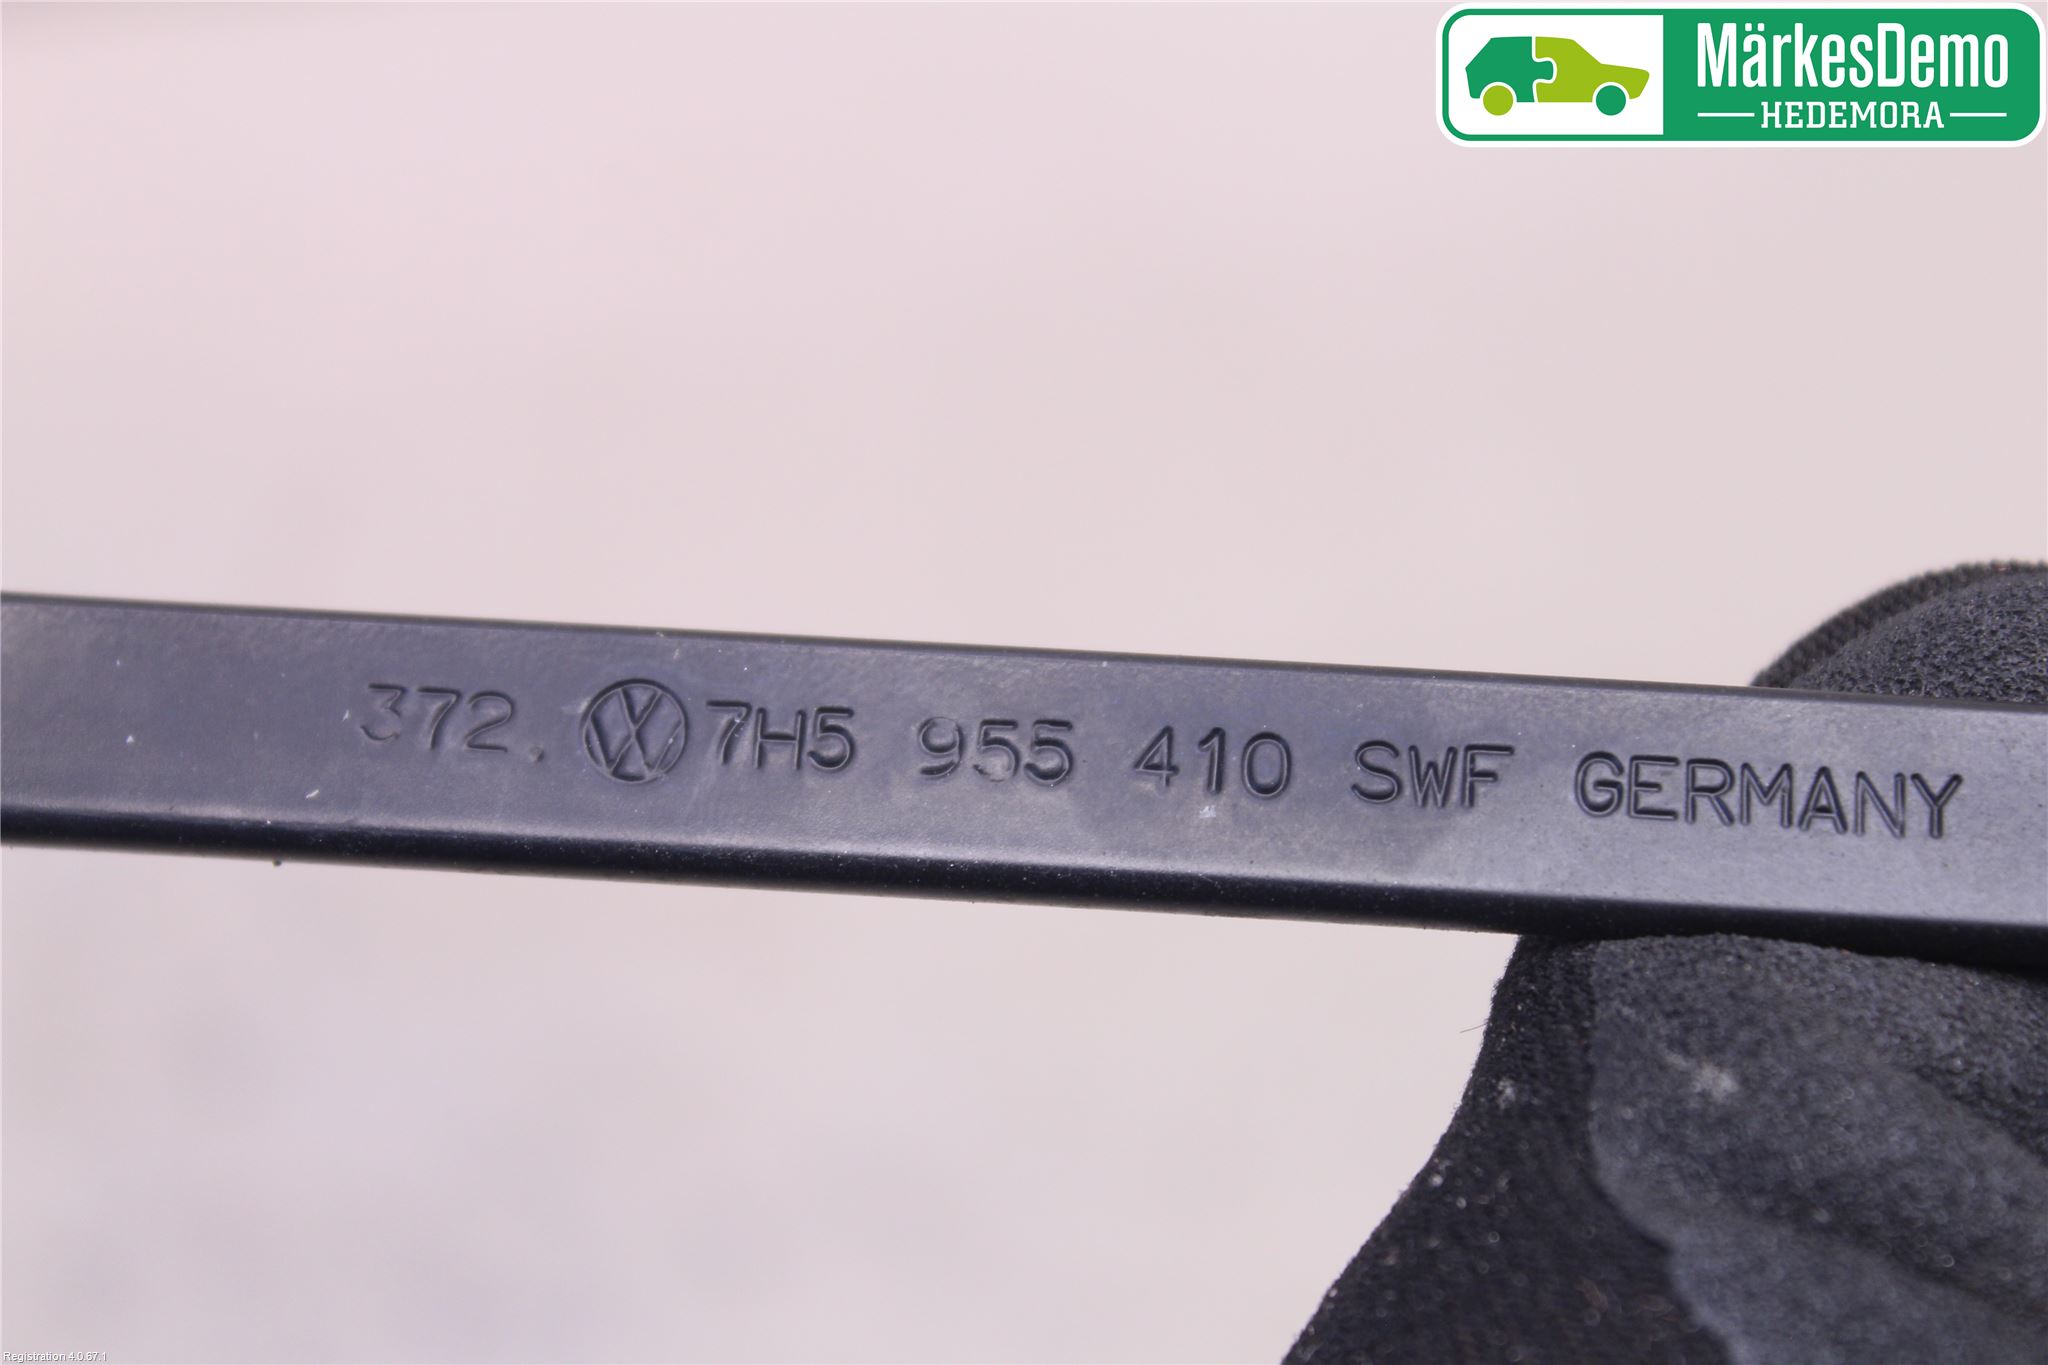 MärkesDemo
HEDEMORA
372. 7H5 955 410 SWF GERMANY
Registration 4.0.67.1